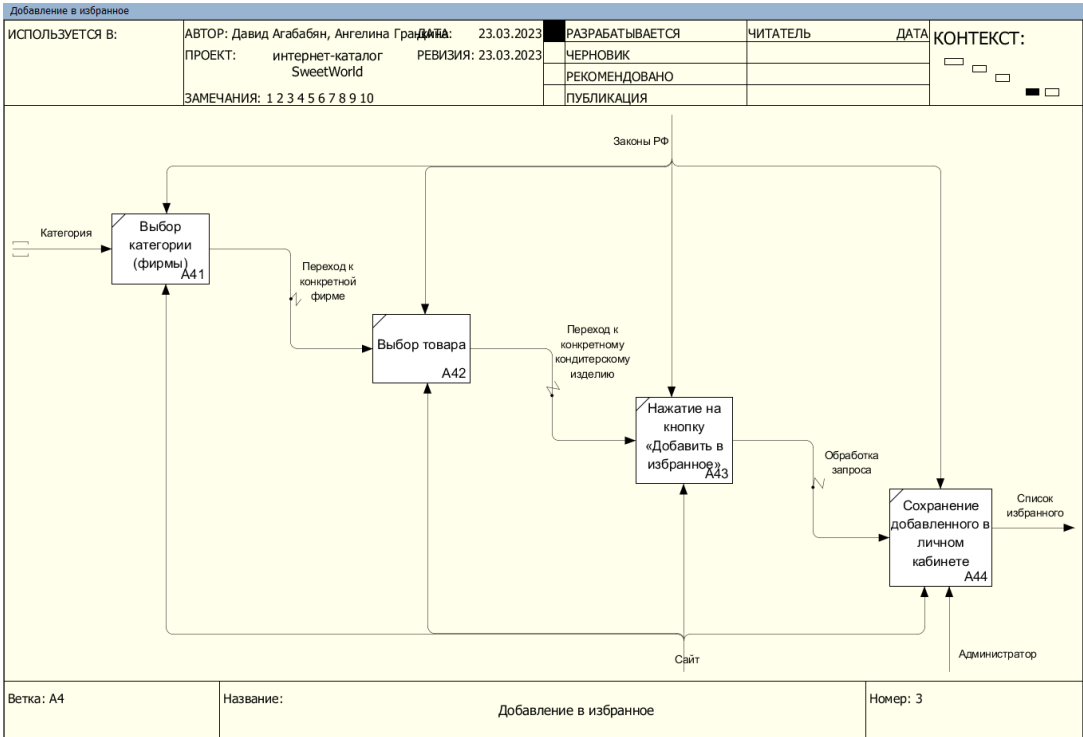 Добавление в избранное
ИСПОЛЬЗУЕТСЯ В:
АВТОР: Давид Агабабян, Ангелина
ДАТА: 23.03.2023
ПРОЕКТ: интернет-каталог
SweetWorld
РЕВИЗИЯ: 23.03.2023
ЗАМЕЧАНИЯ: 1 2 3 4 5 6 7 8 9 10
РАЗРАБАТЫВАЕТСЯ
ЧЕРНОВИК
РЕКОМЕНДОВАНО
ПУБЛИКАЦИЯ
ЧИТАТЕЛЬ
ДАТА
КОНТЕКСТ:
Законы РФ
Категория
Выбор
категории
(фирмы)
A41
Переход к
конкретной
фирме
Выбор товара
A42
Переход к
конкретному
кондитерскому
изделию
Нажатие на
кнопку
«Добавить в
избранное»
A43
Обработка
запроса
Сохранение
добавленного в
личном
кабинете
A44
Список
избранного
Сайт
Администратор
Ветка: A4
Название:
Добавление в избранное
Номер: 3